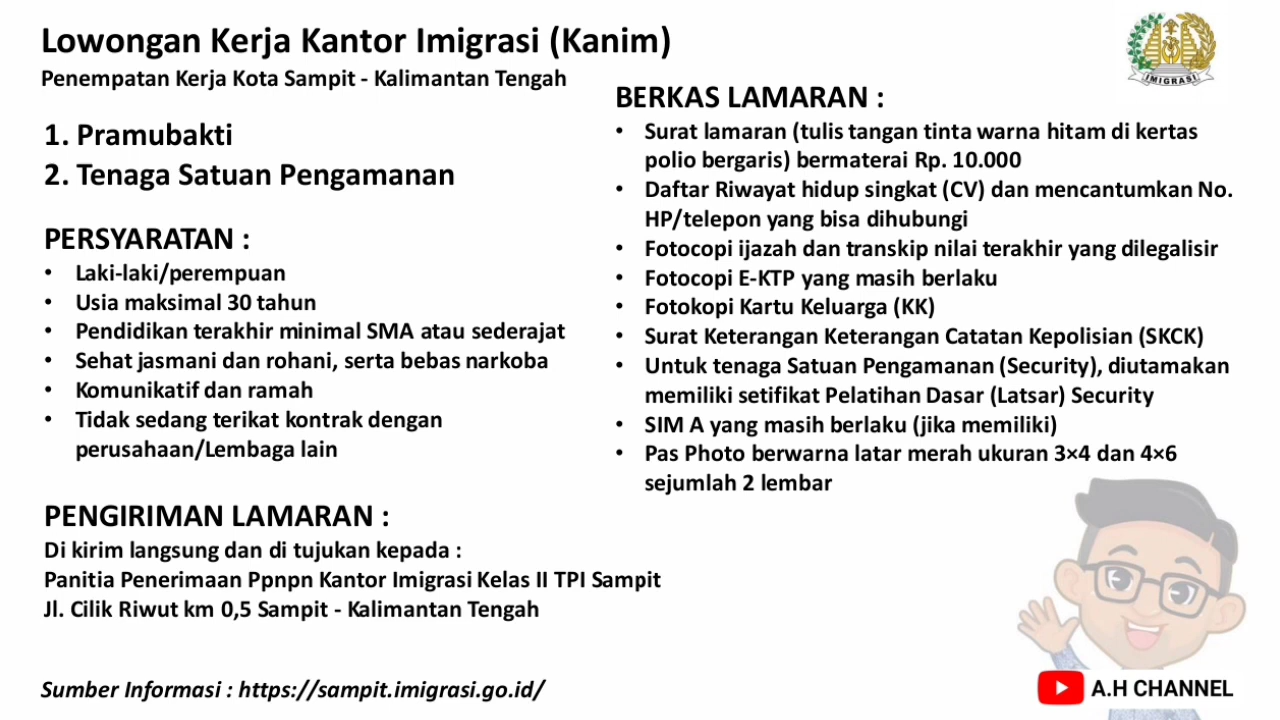 Lowongan Kerja Kantor Imigrasi (Kanim)
Penempatan Kerja Kota Sampit - Kalimantan Tengah
1. Pramubakti
2. Tenaga Satuan Pengamanan
PERSYARATAN :
• Laki-laki/perempuan
• Usia maksimal 30 tahun
• Pendidikan terakhir minimal SMA atau sederajat
• Sehat jasmani dan rohani, serta bebas narkoba
• Komunikatif dan ramah
• Tidak sedang terikat kontrak dengan
perusahaan/Lembaga lain
PENGIRIMAN LAMARAN :
Di kirim langsung dan di tujukan kepada :
Panitia Penerimaan Ppnpn Kantor Imigrasi Kelas II TPI Sampit
Jl. Cilik Riwut km 0,5 Sampit - Kalimantan Tengah
Sumber Informasi : https://sampit.imigrasi.go.id/
IMIGRASI
BERKAS LAMARAN :
• Surat lamaran (tulis tangan tinta warna hitam di kertas
polio bergaris) bermaterai Rp. 10.000
• Daftar Riwayat hidup singkat (CV) dan mencantumkan No.
HP/telepon yang bisa dihubungi
• Fotocopi ijazah dan transkip nilai terakhir yang dilegalisir
• Fotocopi E-KTP yang masih berlaku
• Fotokopi Kartu Keluarga (KK)
• Surat Keterangan Keterangan Catatan Kepolisian (SKCK)
• Untuk tenaga Satuan Pengamanan (Security), diutamakan
memiliki setifikat Pelatihan Dasar (Latsar) Security
• SIM A yang masih berlaku (jika memiliki)
• Pas Photo berwarna latar merah ukuran 3×4 dan 4×6
sejumlah 2 lembar
A.H CHANNEL